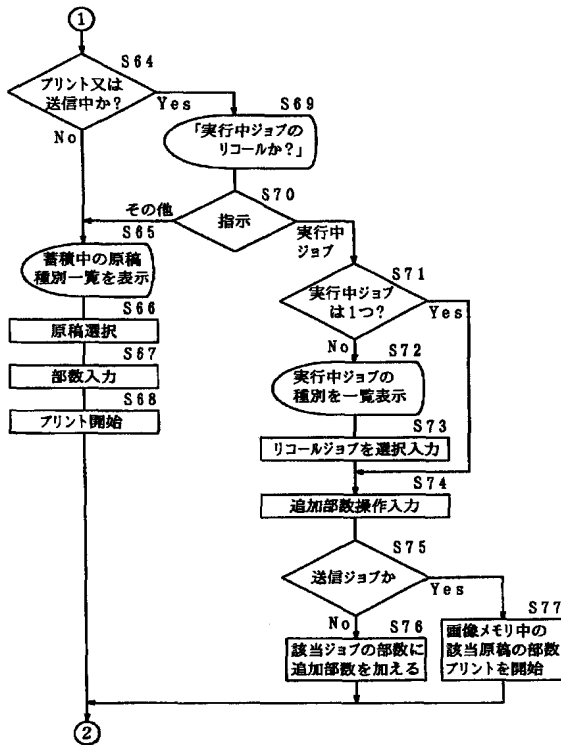 1
S64
プリント又は
送信中か?
Yes
No
S69
「実行中ジョブの
リコールか?」
S70
指示
その他
実行中
ジョブ
S65
蓄積中の原稿
種別一覧を表示
S66
原稿選択
S67
部数入力
S68
プリント開始
S71
実行中ジョブ
は1つ?
Yes
No
S72
実行中ジョブの
種別を一覧表示
S73
リコールジョブを選択入力
S74
追加部数操作入力
S75
送信ジョブか
Yes
No
S76
該当ジョブの部数に
追加部数を加える
S77
画像メモリ中の
該当原稿の部数
プリントを開始
2